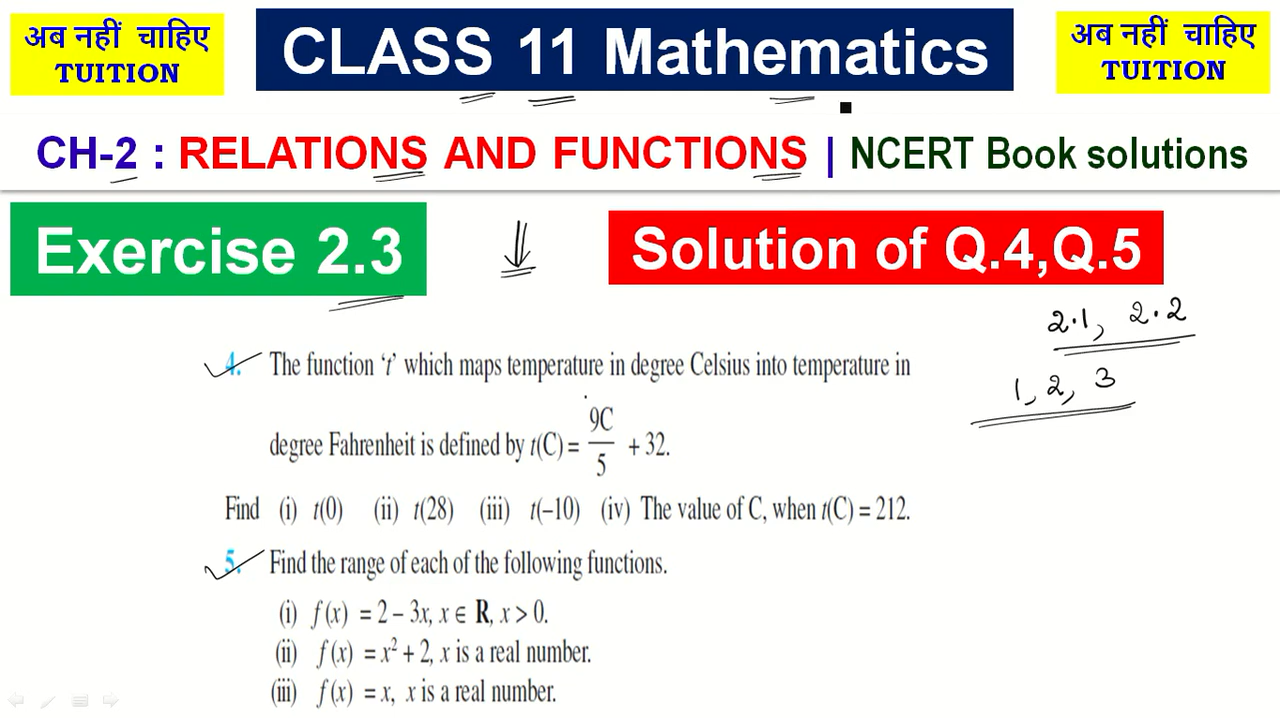 अब नहीं चाहिए
TUITION
CLASS 11 Mathematics
अब नहीं चाहिए
TUITION
CH-2 : RELATIONS AND FUNCTIONS | NCERT Book solutions
Exercise 2.3
Solution of Q.4,Q.5
2.1, 2.2
1, 2, 3
4. The function ‘t’ which maps temperature in degree Celsius into temperature in
degree Fahrenheit is defined by t(C) = 9C/5 + 32.
Find (i) t(0) (ii) t(28) (iii) t(–10) (iv) The value of C, when t(C) = 212.
5. Find the range of each of the following functions.
(i) f(x) = 2 – 3x, x ∈ R, x > 0.
(ii) f(x) = x² + 2, x is a real number.
(iii) f(x) = x, x is a real number.